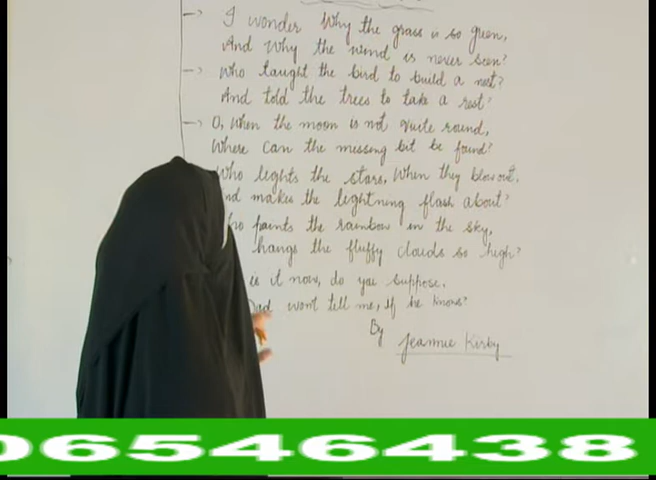 I wonder Why the grass is so green,
And Why the wind is never seen?
Who taught the bird to build a nest?
And told the trees to take a rest?
O, When the moon is not quite round,
Where can the missing bit be found?
Who lights the stars, When they blow out.
nd makes the lightning flash about?
ho paints the rainbow in the sky,
hangs the fluffy clouds so high?
is it now, do you suppose.
Dad wont tell me, if he knows?
By
Jeannie Kirby
06546438